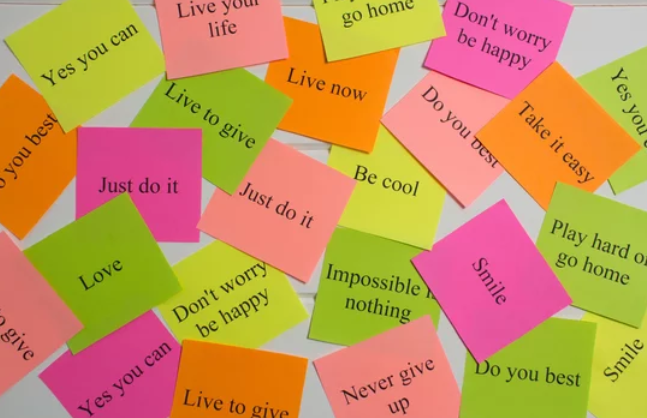 Live your
life
go home
Don't worry
be happy
Yes you can
Live now
Live to give
Do you best
Take it easy
Yes you
you best
Just do it
Just do it
Be cool
Play hard or
go home
Love
Don't worry
be happy
Impossible
nothing
Smile
to give
Yes you can
Live to give
Never give
up
Do you best
Smile